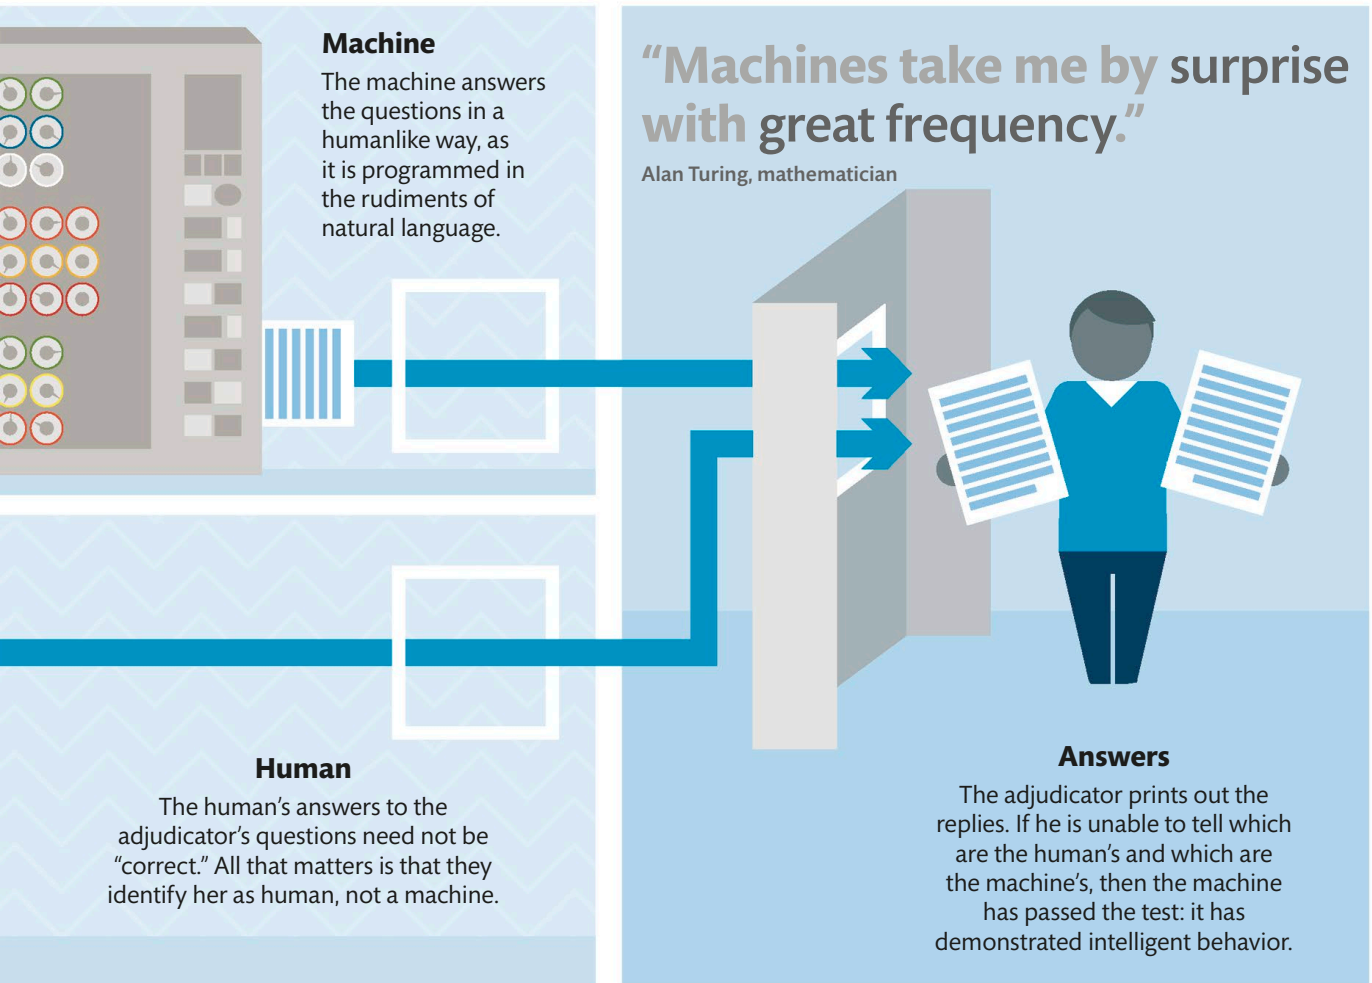 Machine
The machine answers
the questions in a
humanlike way, as
it is programmed in
the rudiments of
natural language.
“Machines take me by surprise
with great frequency.”
Alan Turing, mathematician
Human
The human’s answers to the
adjudicator’s questions need not be
“correct.” All that matters is that they
identify her as human, not a machine.
Answers
The adjudicator prints out the
replies. If he is unable to tell which
are the human’s and which are
the machine’s, then the machine
has passed the test: it has
demonstrated intelligent behavior.